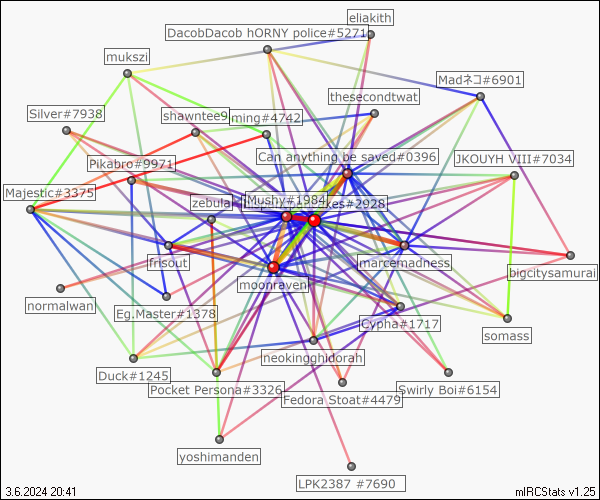 eliakith
DacobDacob hORNY police#5271
mukszi
Madネコ#6901
thesecondtwat
Silver#7938
shawntee9
ming#4742
Can anything be saved#0396
JKOUYH VIII#7034
Pikabro#9971
Majestic#3375
zebula
Mushy#1984
kes#2928
frisout
marcemadness
moonraven
bigcitysamurai
normalwan
Eg.Master#1378
Cypha#1717
somass
neokingghidorah
Duck#1245
Pocket Persona#3326
Swirly Boi#6154
Fedora Stoat#4479
yoshimanden
LPK2387 #7690
3.6.2024 20:41
mIRCStats v1.25